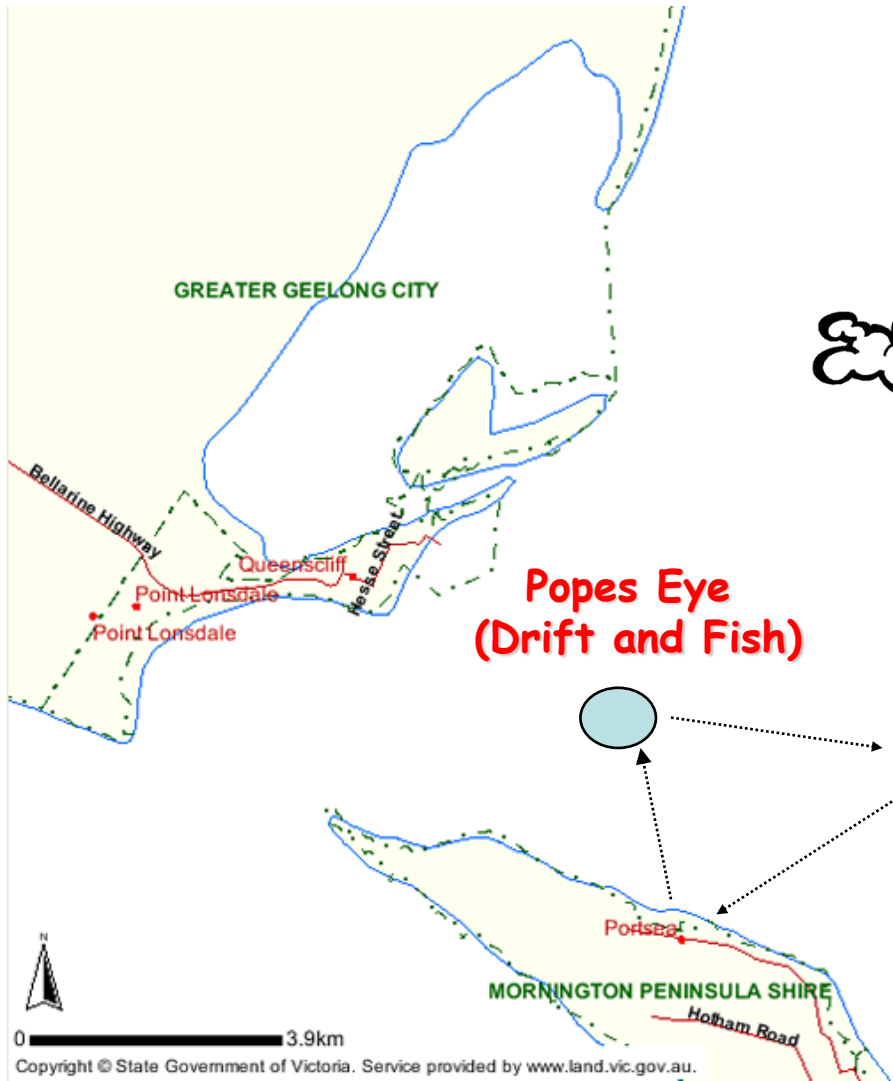 GREATER GEELONG CITY
Bellarine Highway
Hesse Street
Queenscliff
Point Lonsdale
Point Lonsdale
Popes Eye
(Drift and Fish)
Portsea
MORNINGTON PENINSULA SHIRE
Hotham Road
N
0 3.9km
Copyright © State Government of Victoria. Service provided by www.land.vic.gov.au.